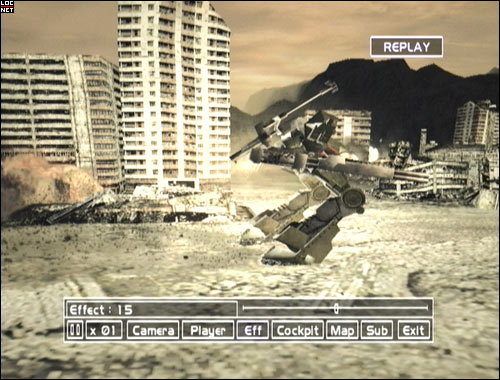 LOC
NET
REPLAY
Effect : 15
x 01 Camera Player Eff Cockpit Map Sub Exit